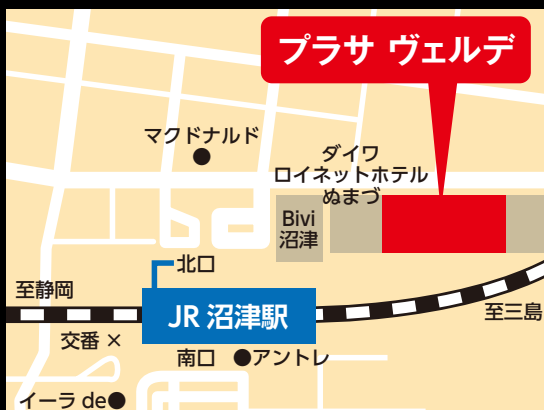 プラサ ヴェルデ
マクドナルド
ダイワ
ロイネットホテル
ぬまづ
Bivi
沼津
北口
至静岡
JR 沼津駅
至三島
交番 ×
南口
アントレ
イーラ de